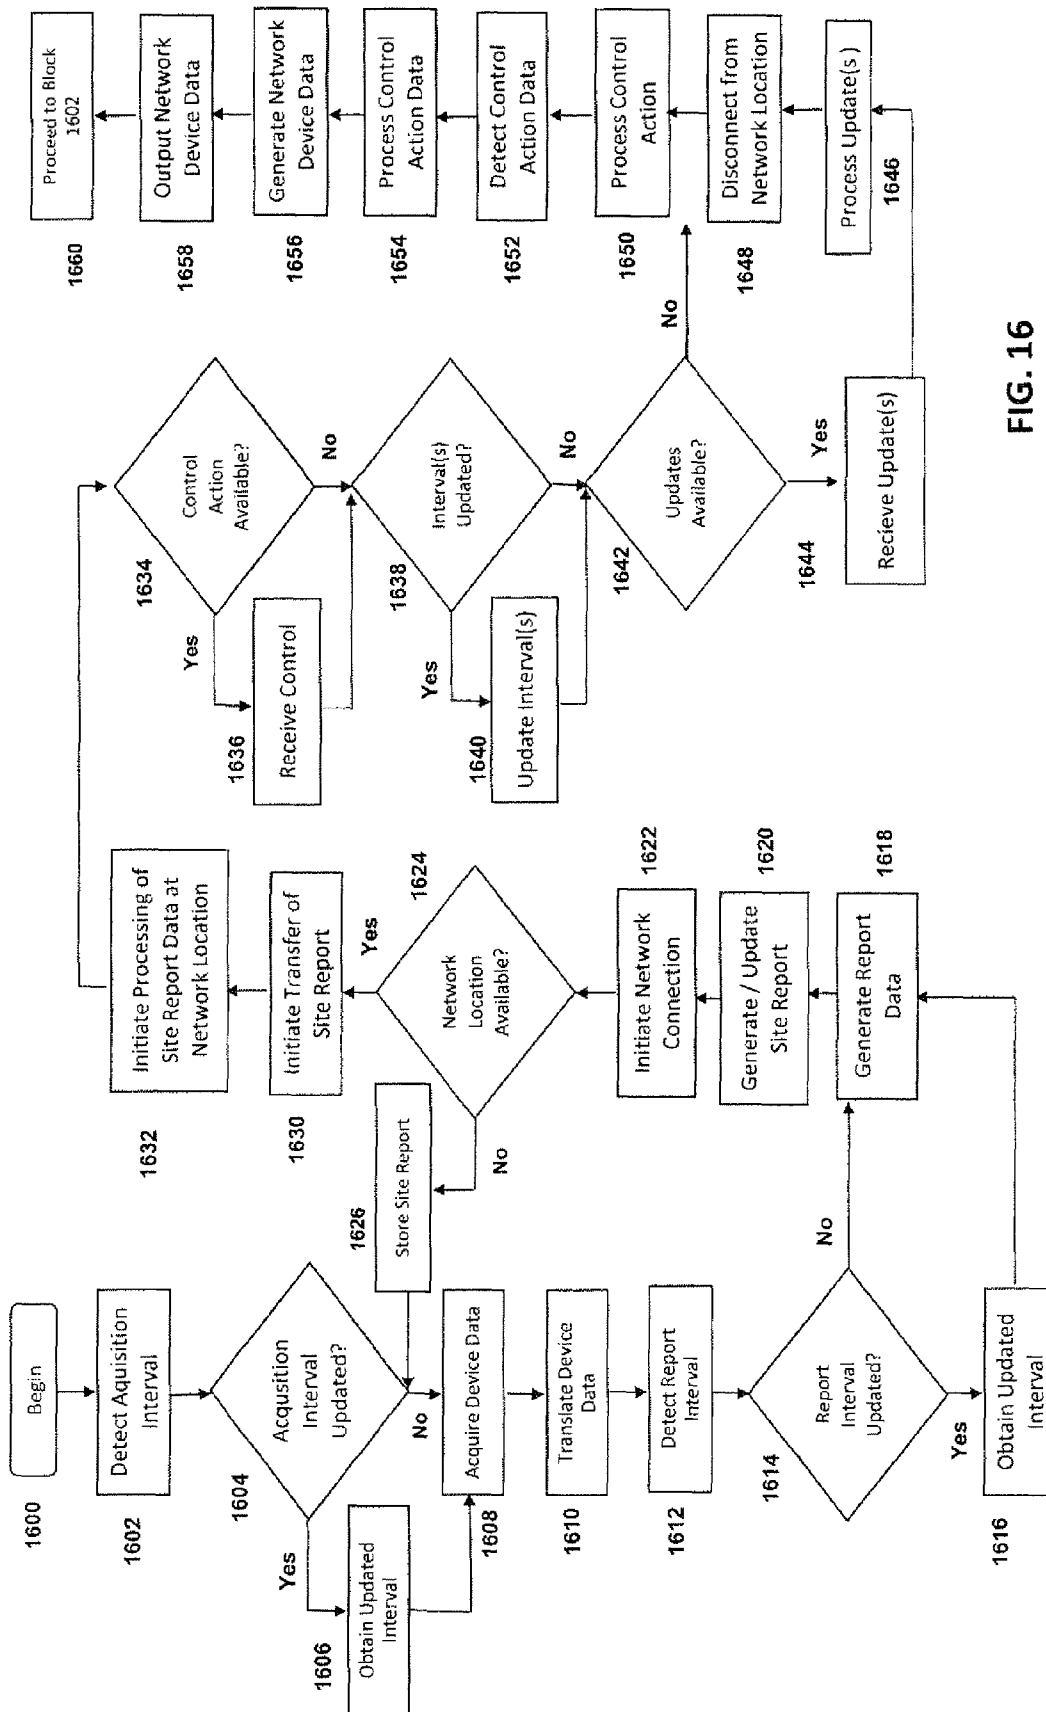 1600
Begin
1602
Detect Aquisition
Interval
1604
Acqusition
Interval
Updated?
Yes
No
1606
Obtain Updated
Interval
1608
Acquire Device Data
1610
Translate Device
Data
1612
Detect Report
Interval
1614
Report
Interval
Updated?
No
Yes
1616
Obtain Updated
Interval
1618
Generate Report
Data
1620
Generate / Update
Site Report
1622
Initiate Network
Connection
1624
Network
Location
Available?
Yes
No
1626
Store Site Report
1630
Initiate Transfer of
Site Report
1632
Initiate Processing of
Site Report Data at
Network Location
1634
Control
Action
Available?
Yes
No
1636
Receive Control
1638
Interval(s)
Updated?
Yes
No
1640
Update Interval(s)
1642
Updates
Available?
No
Yes
1644
Recieve Update(s)
1646
Process Update(s)
1648
Disconnect from
Network Location
1650
Process Control
Action
1652
Detect Control
Action Data
1654
Process Control
Action Data
1656
Generate Network
Device Data
1658
Output Network
Device Data
1660
Proceed to Block
1602
FIG. 16